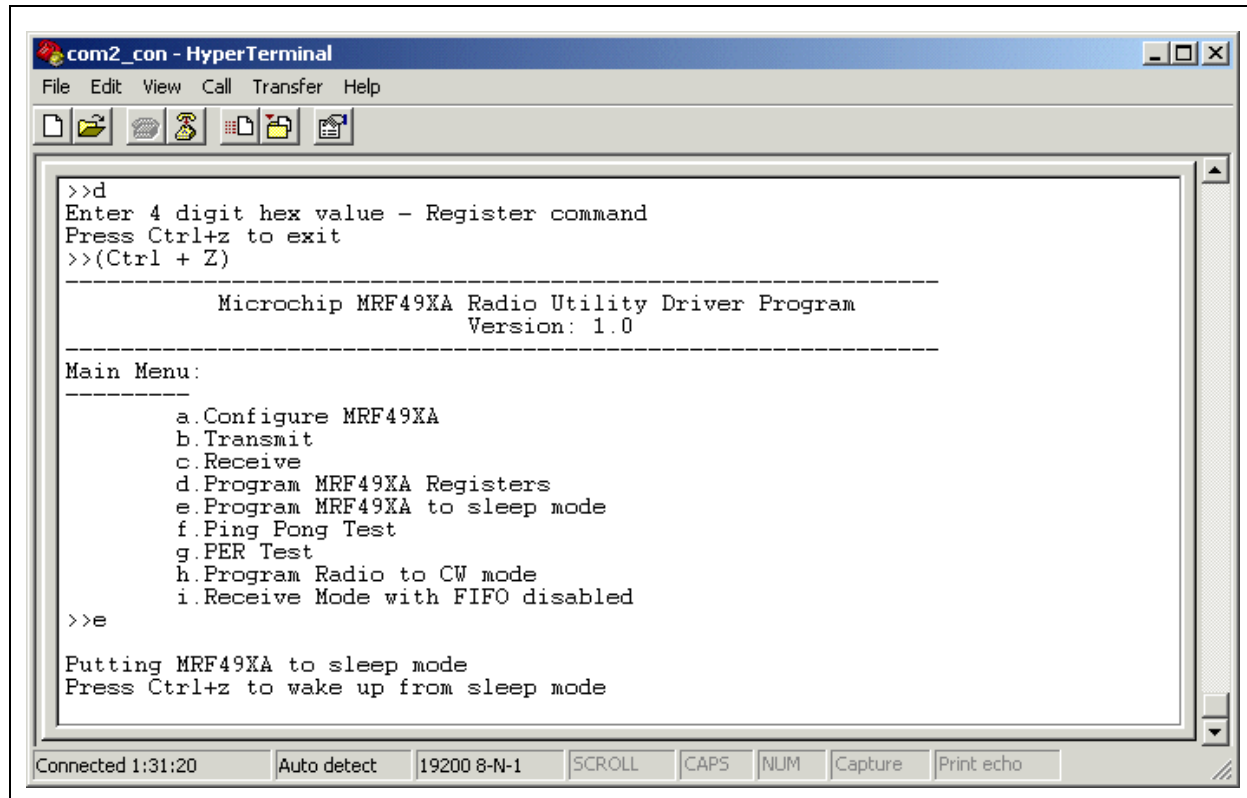 com2_con - HyperTerminal
File Edit View Call Transfer Help
>>d
Enter 4 digit hex value – Register command
Press Ctrl+z to exit
>>(Ctrl + Z)
Microchip MRF49XA Radio Utility Driver Program
Version: 1.0
Main Menu:
a.Configure MRF49XA
b.Transmit
c.Receive
d.Program MRF49XA Registers
e.Program MRF49XA to sleep mode
f.Ping Pong Test
g.PER Test
h.Program Radio to CW mode
i.Receive Mode with FIFO disabled
>>e
Putting MRF49XA to sleep mode
Press Ctrl+z to wake up from sleep mode
Connected 1:31:20 Auto detect 19200 8-N-1 SCROLL CAPS NUM Capture Print echo